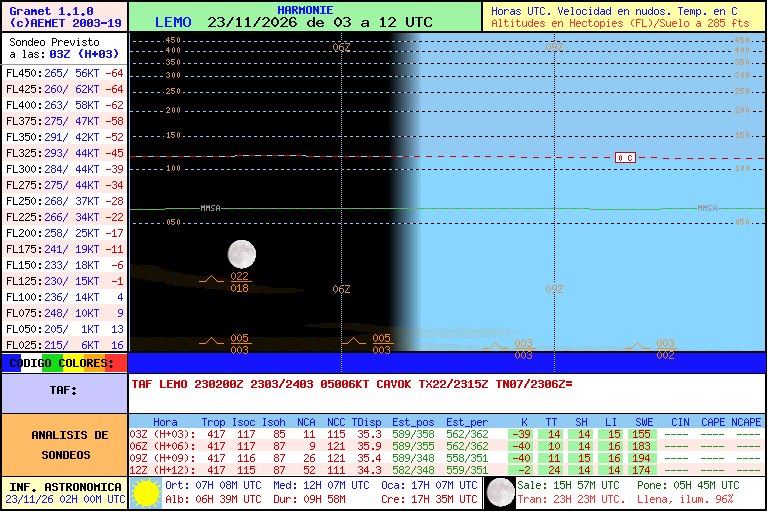 Gramet 1.1.0
(c)AEMET 2003-19
HARMONIE
LEMO 23/11/2026 de 03 a 12 UTC
Horas UTC. Velocidad en nudos. Temp. en C
Altitudes en Hectopies (FL)/Suelo a 285 fts
Sondeo Previsto
a las: 03Z (H+03)
FL450: 265/ 56KT -64
FL425: 260/ 62KT -64
FL400: 263/ 58KT -62
FL375: 275/ 47KT -58
FL350: 291/ 42KT -52
FL325: 293/ 44KT -45
FL300: 284/ 44KT -39
FL275: 275/ 44KT -34
FL250: 268/ 37KT -28
FL225: 266/ 34KT -22
FL200: 258/ 25KT -17
FL175: 241/ 19KT -11
FL150: 233/ 18KT -6
FL125: 230/ 15KT -1
FL100: 236/ 14KT 4
FL075: 248/ 10KT 9
FL050: 205/ 1KT 13
FL025: 215/ 6KT 16
450 06Z 09Z 450
400 400
350 350
300 300
250 250
200 200
150 150
0 C
100 100
MMSA MMSA
050 050
022
018
06Z 09Z
005 005 003 003
003 003 003 002
CODIGO COLORES:
TAF:
TAF LEMO 230200Z 2303/2403 05006KT CAVOK TX22/2315Z TN07/2306Z=
ANALISIS DE
SONDEOS
Hora Trop Isoc Isoh NCA NCC TDisp Est_pos Est_per K TT SH LI SWE CIN CAPE NCAPE
03Z (H+03): 417 117 85 11 115 35.3 589/358 562/362 -39 14 14 15 155 ---- ---- ----
06Z (H+06): 417 117 87 9 121 35.9 589/355 562/362 -40 10 14 15 183 ---- ---- ----
09Z (H+09): 417 116 87 26 121 35.4 589/348 558/351 -40 11 15 16 194 ---- ---- ----
12Z (H+12): 417 115 87 52 111 34.3 582/348 559/351 -2 24 14 14 174 ---- ---- ----
INF. ASTRONOMICA
23/11/26 02H 00M UTC
Ort: 07H 08M UTC Med: 12H 07M UTC Oca: 17H 07M UTC
Alb: 06H 39M UTC Dur: 09H 58M Cre: 17H 35M UTC
Sale: 15H 57M UTC Pone: 05H 45M UTC
Tran: 23H 23M UTC. Llena, ilum. 96%